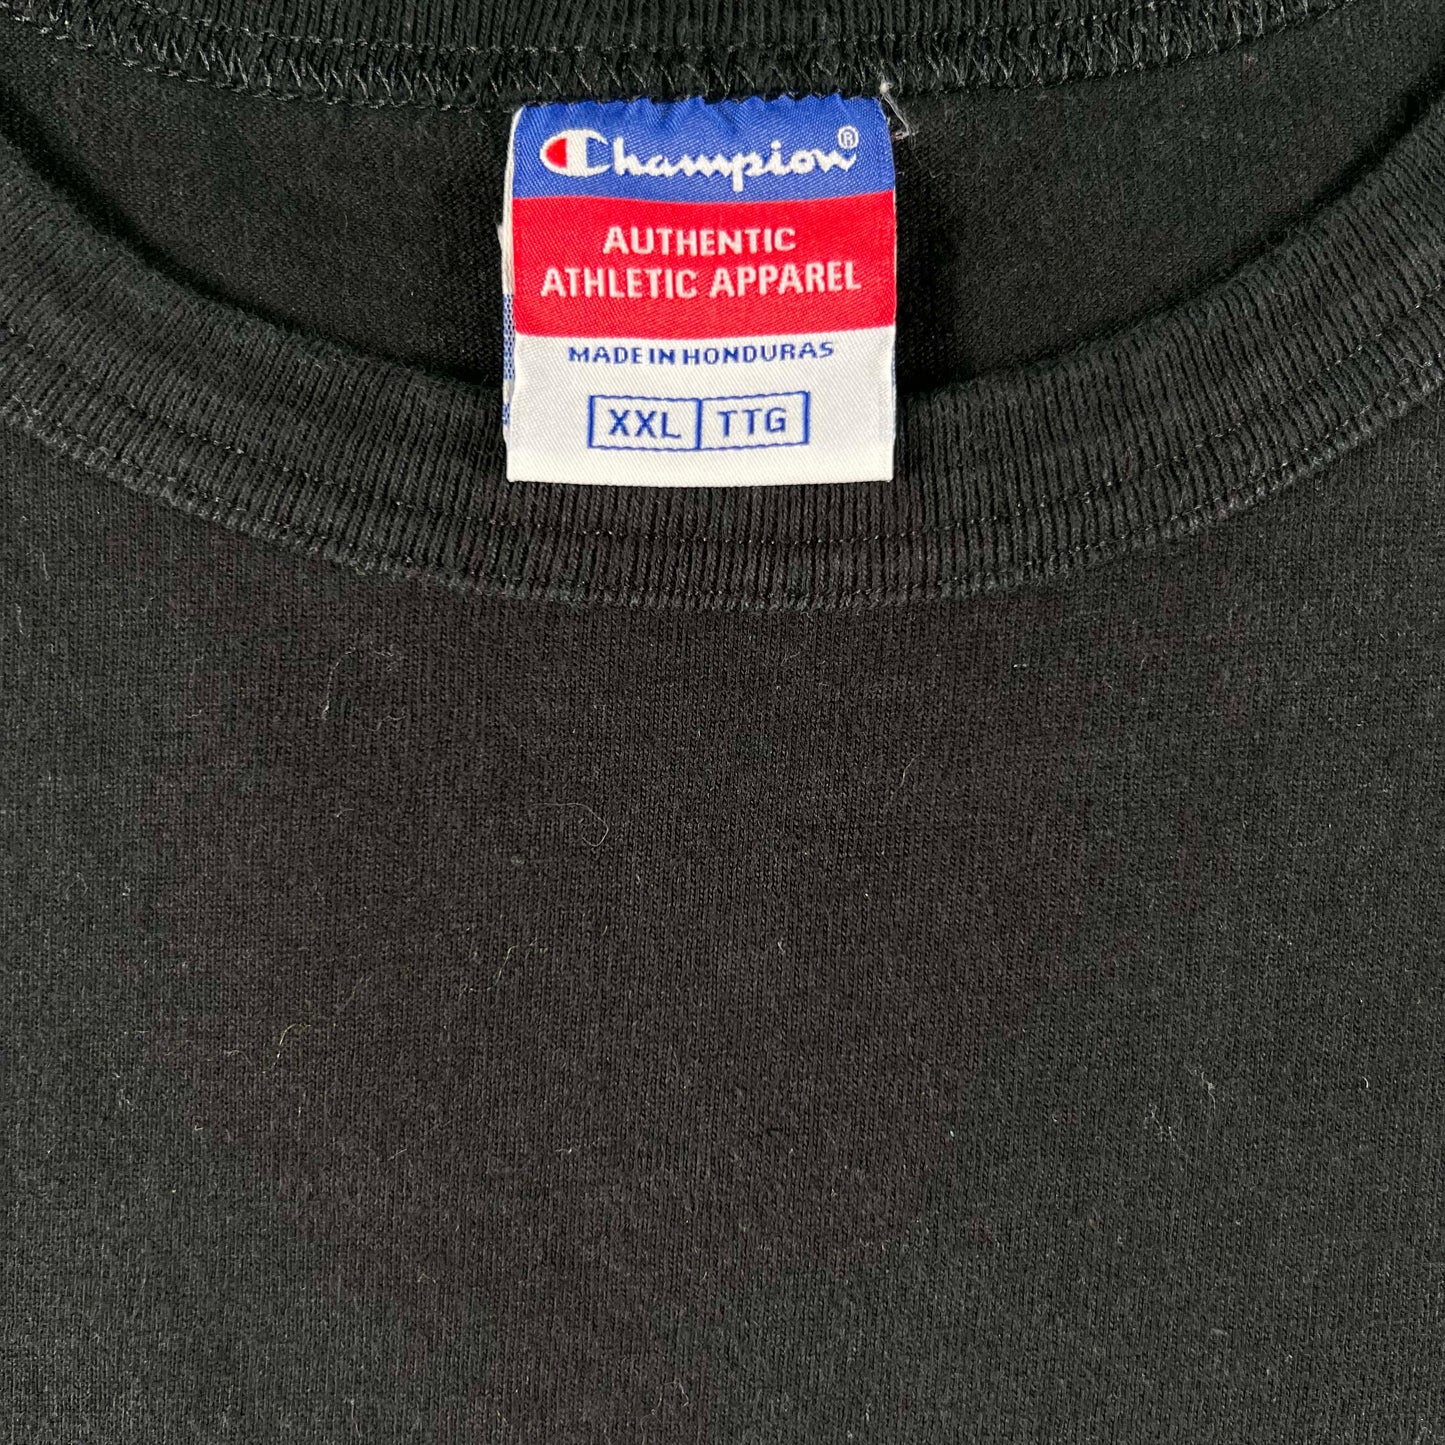 Champion®
AUTHENTIC
ATHLETIC APPAREL
MADE IN HONDURAS
XXL TTG